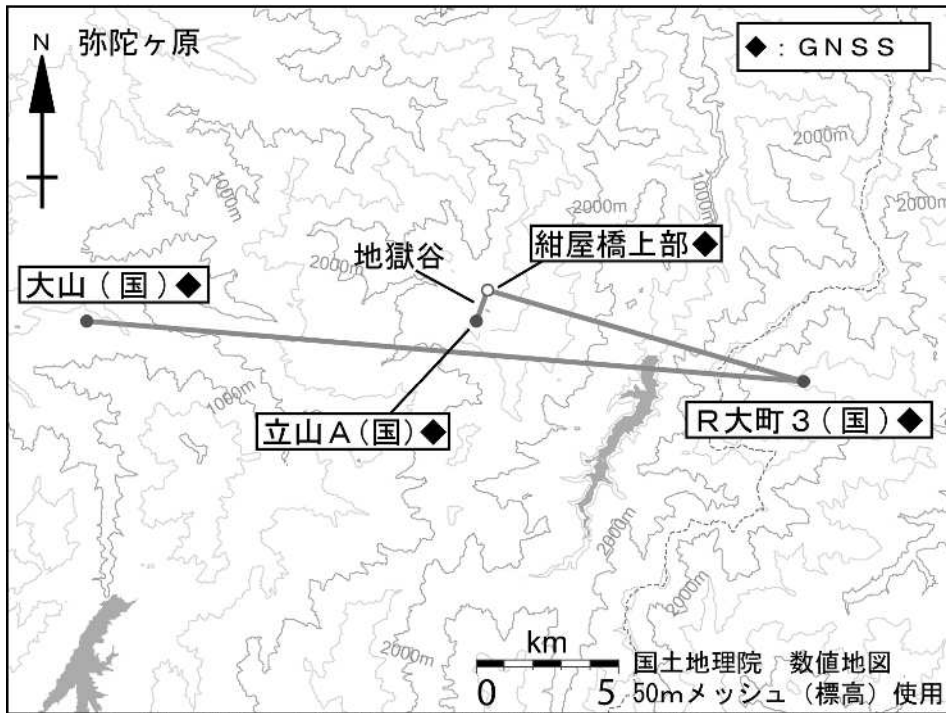 N 弥陀ヶ原
◆：ＧＮＳＳ
2000m
1000m
1000m
2000m
2000m
地獄谷
紺屋橋上部◆
2000m
大山（国）◆
1000m
立山Ａ（国）◆
Ｒ大町３（国）◆
2000m
2000m
2000m
km
0 5
国土地理院 数値地図
50mメッシュ（標高）使用